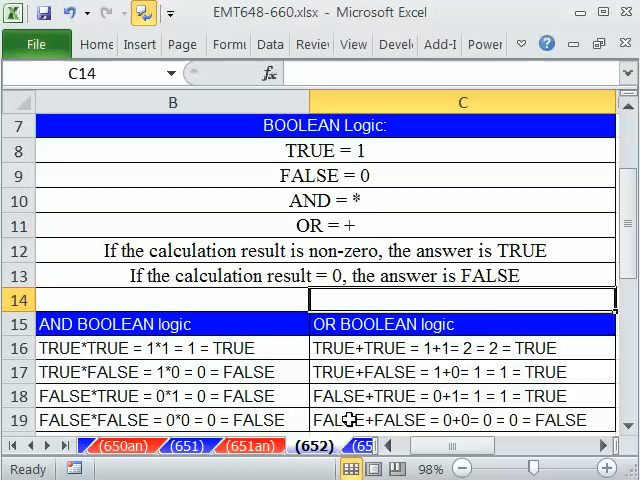 EMT648-660.xlsx - Microsoft Excel
File Home Insert Page Form Data Revie View Devel Add-I Power
C14 fx
B C
7 BOOLEAN Logic:
8 TRUE = 1
9 FALSE = 0
10 AND = *
11 OR = +
12 If the calculation result is non-zero, the answer is TRUE
13 If the calculation result = 0, the answer is FALSE
14
15 AND BOOLEAN logic OR BOOLEAN logic
16 TRUE*TRUE = 1*1 = 1 = TRUE TRUE+TRUE = 1+1= 2 = 2 = TRUE
17 TRUE*FALSE = 1*0 = 0 = FALSE TRUE+FALSE = 1+0= 1 = TRUE
18 FALSE*TRUE = 0*1 = 0 = FALSE FALSE+TRUE = 0+1= 1 = 1 = TRUE
19 FALSE*FALSE = 0*0 = 0 = FALSE FALSE+FALSE = 0+0= 0 = 0 = FALSE
(650an) (651) (651an) (652) (65
Ready 98%